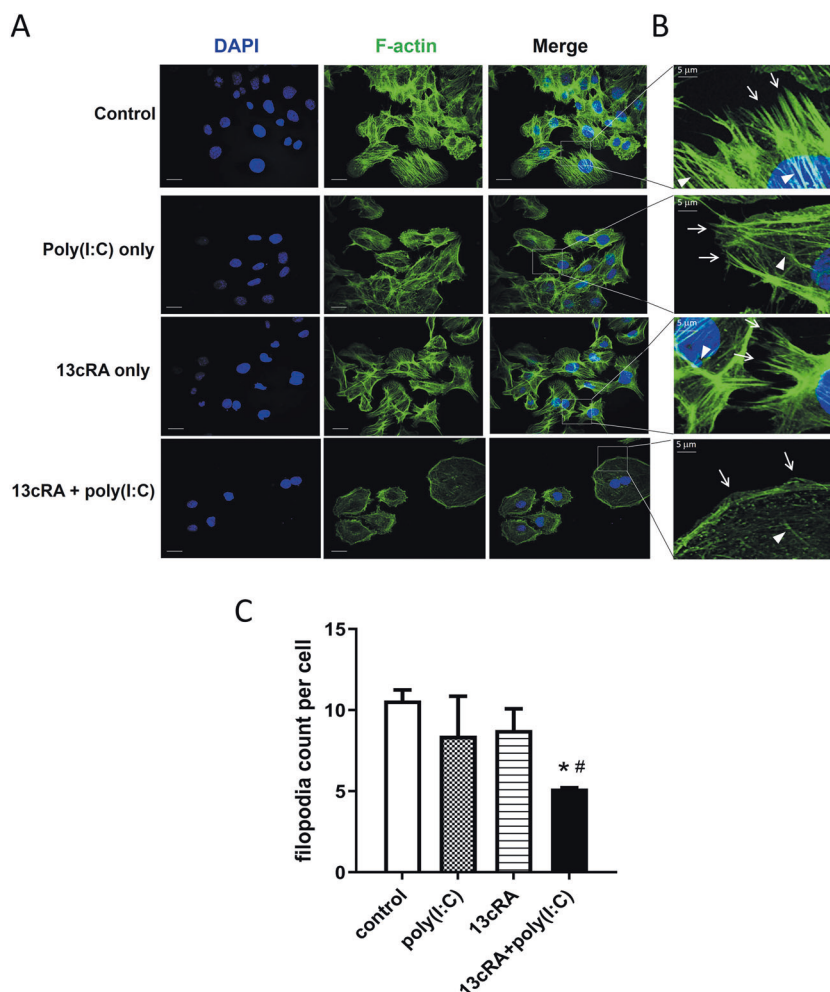 A
B
DAPI
F-actin
Merge
Control
5 µm
Poly(I:C) only
5 µm
13cRA only
5 µm
13cRA + poly(I:C)
5 µm
C
filopodia count per cell
15
10
5
0
* #
control
poly(I:C)
13cRA
13cRA+poly(I:C)